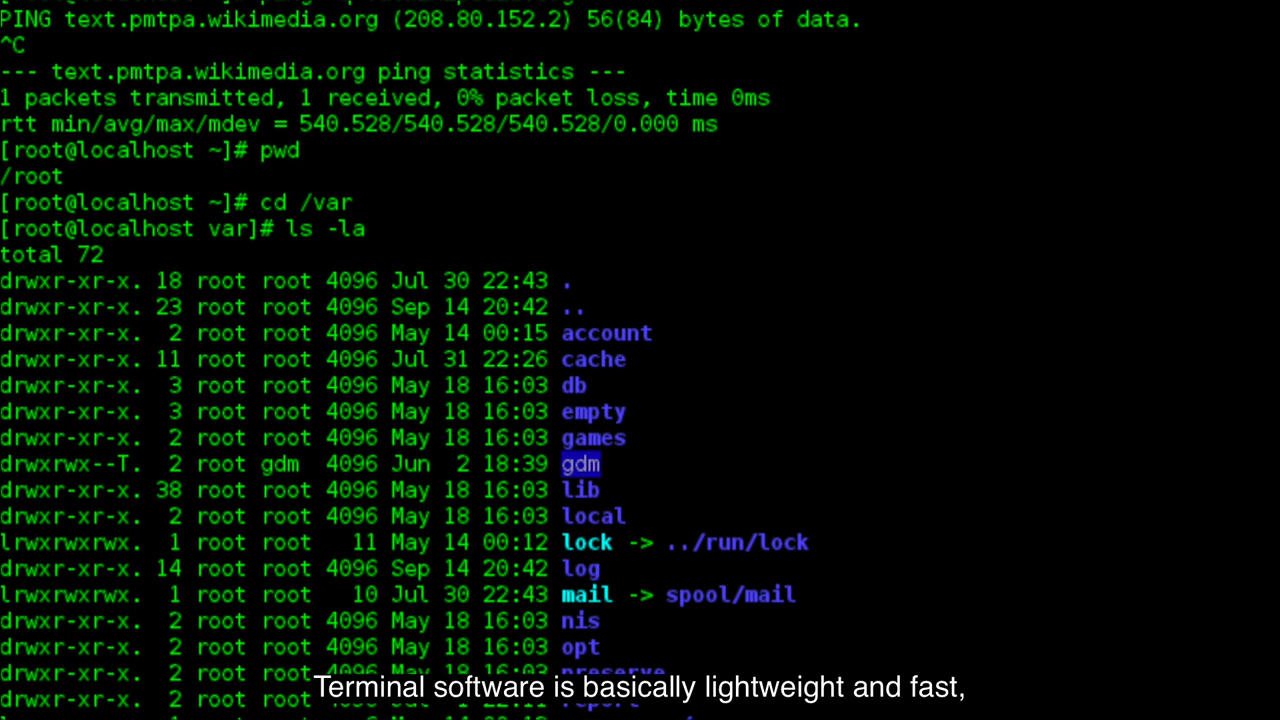 PING text.pmtpa.wikimedia.org (208.80.152.2) 56(84) bytes of data.
^C
--- text.pmtpa.wikimedia.org ping statistics ---
1 packets transmitted, 1 received, 0% packet loss, time 0ms
rtt min/avg/max/mdev = 540.528/540.528/540.528/0.000 ms
[root@localhost ~]# pwd
/root
[root@localhost ~]# cd /var
[root@localhost var]# ls -la
total 72
drwxr-xr-x. 18 root root 4096 Jul 30 22:43 .
drwxr-xr-x. 23 root root 4096 Sep 14 20:42 ..
drwxr-xr-x. 2 root root 4096 May 14 00:15 account
drwxr-xr-x. 11 root root 4096 Jul 31 22:26 cache
drwxr-xr-x. 3 root root 4096 May 18 16:03 db
drwxr-xr-x. 3 root root 4096 May 18 16:03 empty
drwxr-xr-x. 2 root root 4096 May 18 16:03 games
drwxrwx--T. 2 root gdm 4096 Jun 2 18:39 gdm
drwxr-xr-x. 38 root root 4096 May 18 16:03 lib
drwxr-xr-x. 2 root root 4096 May 18 16:03 local
lrwxrwxrwx. 1 root root 11 May 14 00:12 lock -> ../run/lock
drwxr-xr-x. 14 root root 4096 Sep 14 20:42 log
lrwxrwxrwx. 1 root root 10 Jul 30 22:43 mail -> spool/mail
drwxr-xr-x. 2 root root 4096 May 18 16:03 nis
drwxr-xr-x. 2 root root 4096 May 18 16:03 opt
drwxr-xr-x. 2 root root 4096 May 18 16:03 preserve
drwxr-xr-x. 2 root root
Terminal software is basically lightweight and fast,